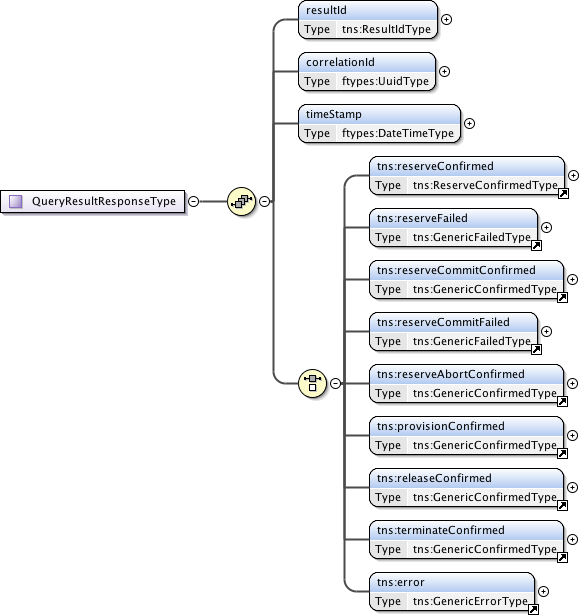 resultId
Type tns:ResultIdType
correlationId
Type ftypes:UuidType
timeStamp
Type ftypes:DateTimeType
tns:reserveConfirmed
Type tns:ReserveConfirmedType
QueryResultResponseType
tns:reserveFailed
Type tns:GenericFailedType
tns:reserveCommitConfirmed
Type tns:GenericConfirmedType
tns:reserveCommitFailed
Type tns:GenericFailedType
tns:reserveAbortConfirmed
Type tns:GenericConfirmedType
tns:provisionConfirmed
Type tns:GenericConfirmedType
tns:releaseConfirmed
Type tns:GenericConfirmedType
tns:terminateConfirmed
Type tns:GenericConfirmedType
tns:error
Type tns:GenericErrorType